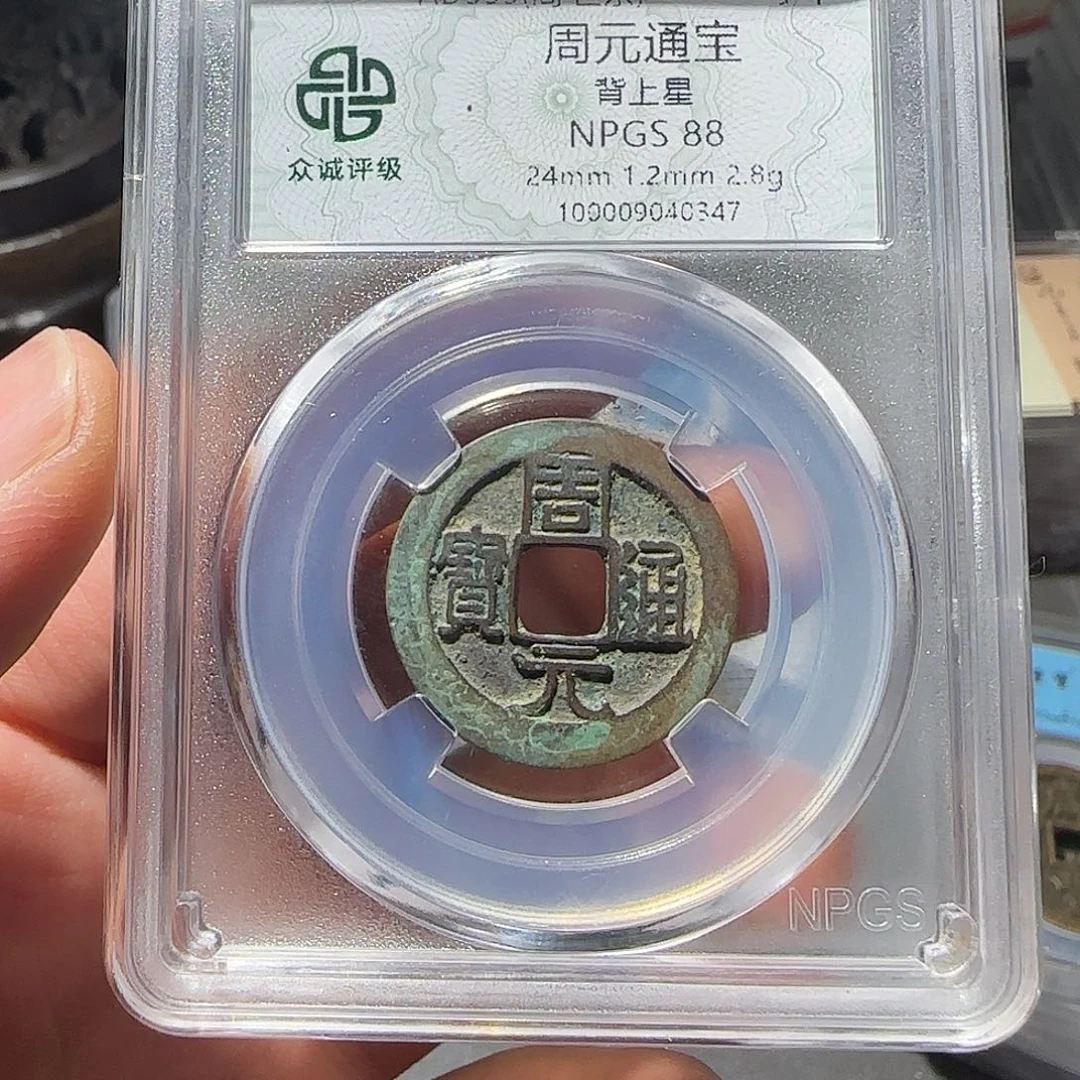 周元通宝
背上星
NPGS 88
24mm 1.2mm 2.8g
100009040347
众诚评级
周元通寶
NPGS